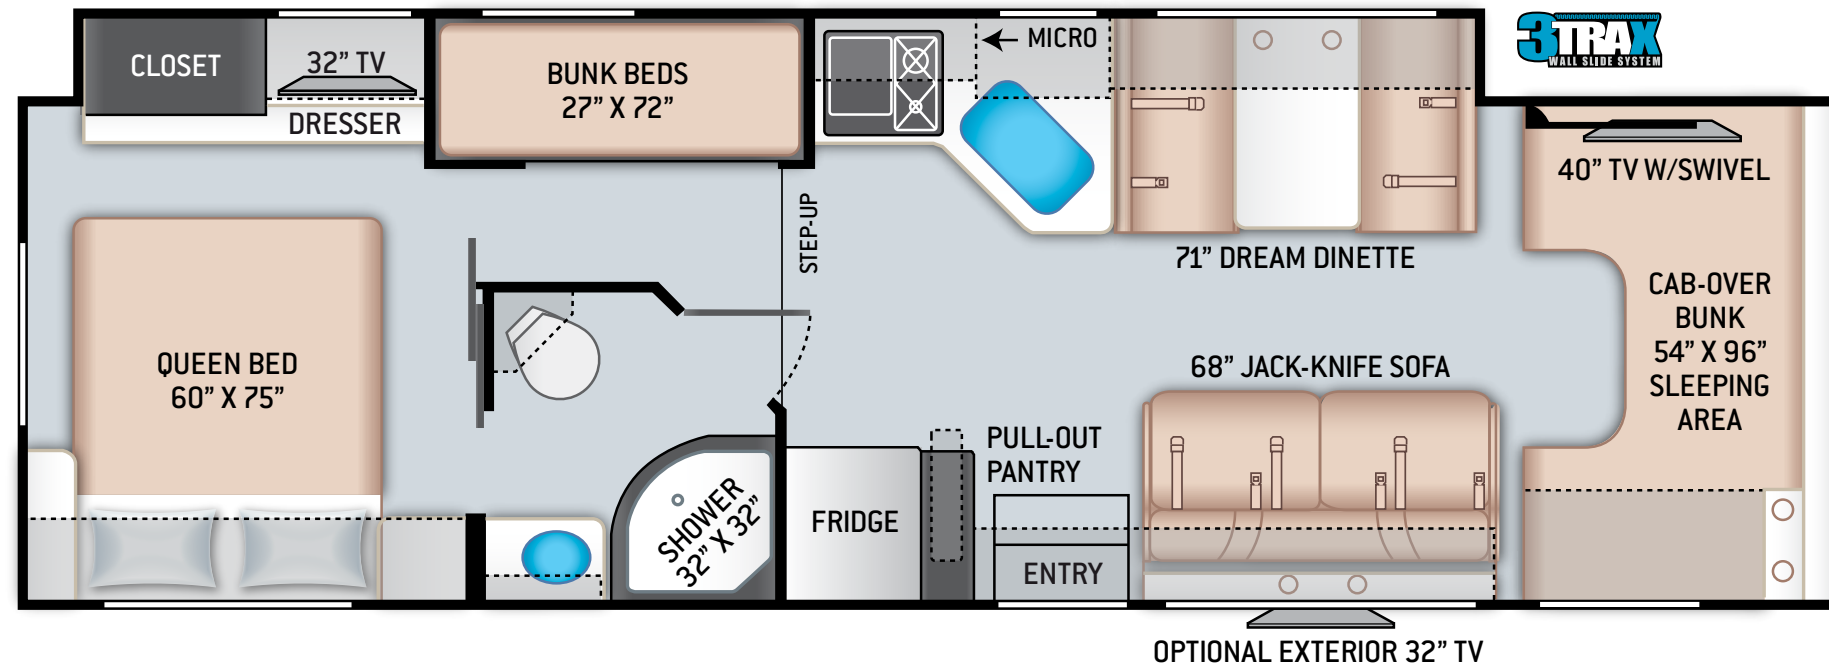 CLOSET
32” TV
DRESSER
BUNK BEDS
27” X 72”
MICRO
3TRAX
WALL SLIDE SYSTEM
40” TV W/SWIVEL
STEP-UP
71” DREAM DINETTE
CAB-OVER
BUNK
54” X 96”
SLEEPING
AREA
QUEEN BED
60” X 75”
68” JACK-KNIFE SOFA
PULL-OUT
PANTRY
SHOWER
32” X 32”
FRIDGE
ENTRY
OPTIONAL EXTERIOR 32” TV